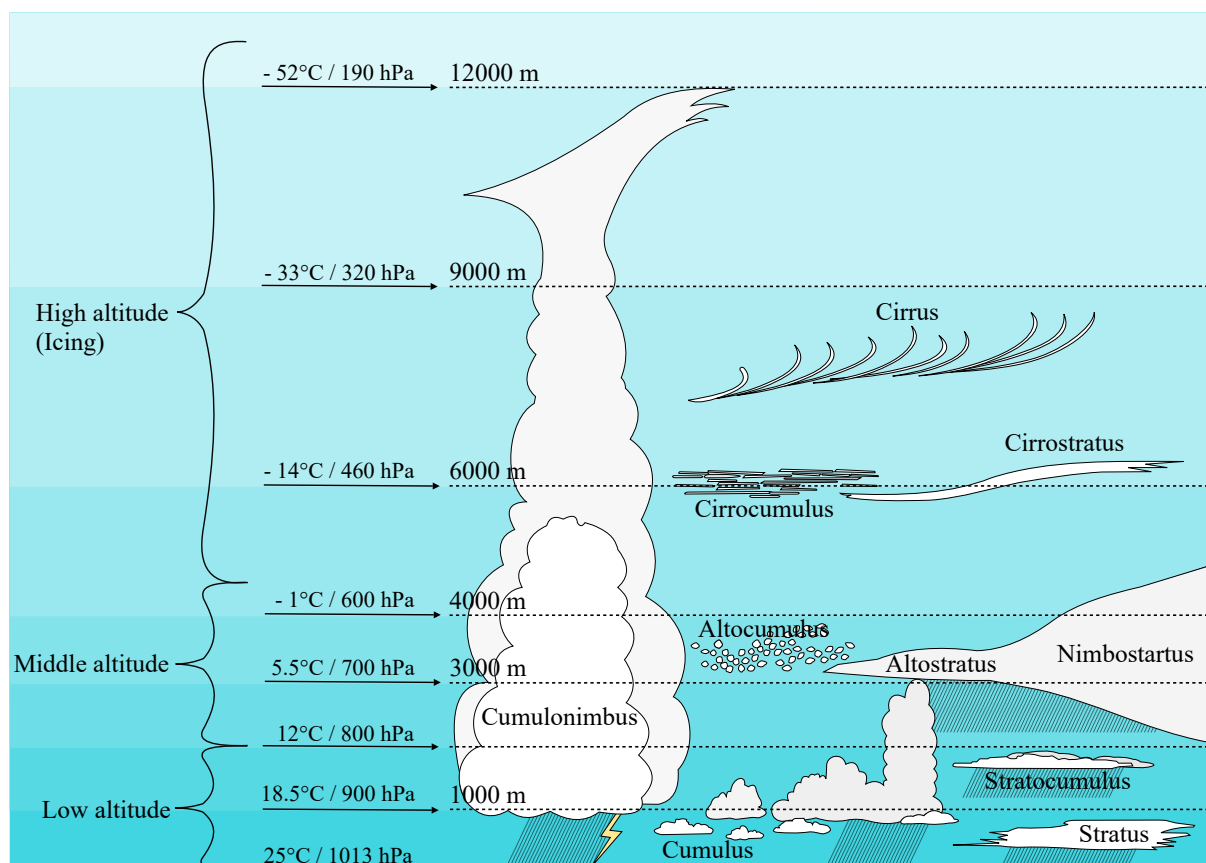 - 52°C / 190 hPa 12000 m
- 33°C / 320 hPa 9000 m
High altitude
(Icing)
Cirrus
Cirrostratus
- 14°C / 460 hPa 6000 m
Cirrocumulus
- 1°C / 600 hPa 4000 m
Altocumulus
Middle altitude
5.5°C / 700 hPa 3000 m
Altostratus
Nimbostartus
Cumulonimbus
12°C / 800 hPa
Stratocumulus
Low altitude
18.5°C / 900 hPa 1000 m
Stratus
Cumulus
25°C / 1013 hPa